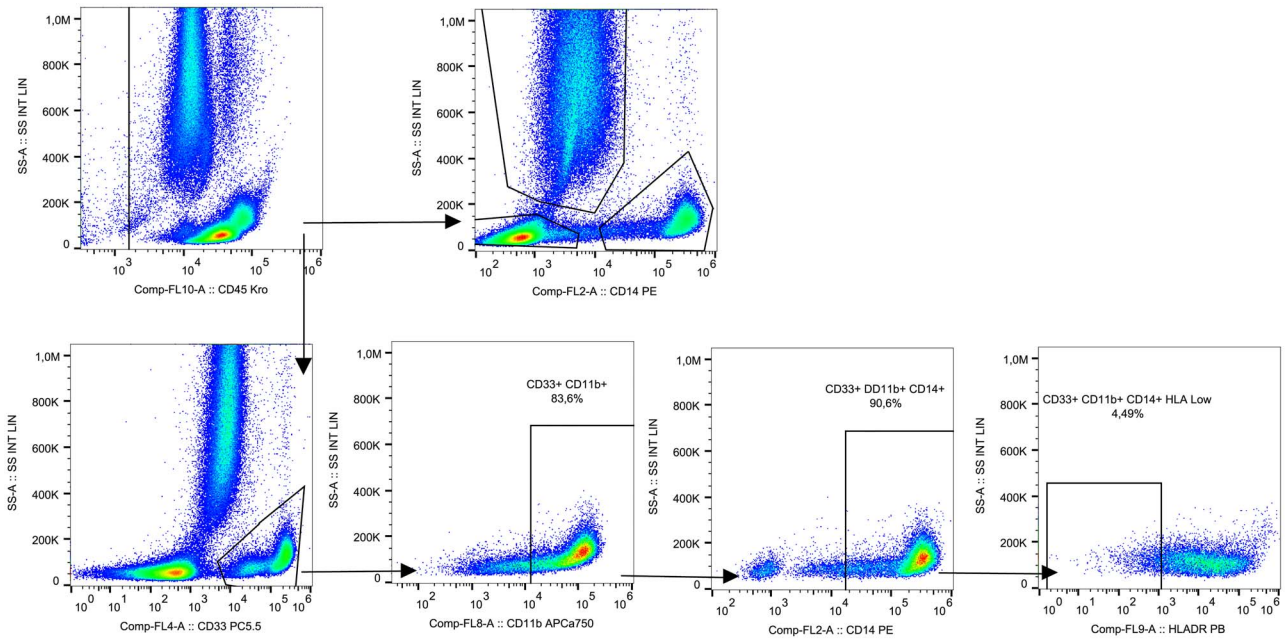 1,0M
800K
600K
400K
200K
0
SS-A :: SS INT LIN
10^3 10^4 10^5 10^6
Comp-FL10-A :: CD45 Kro
1,0M
800K
600K
400K
200K
0
SS-A :: SS INT LIN
10^2 10^3 10^4 10^5 10^6
Comp-FL2-A :: CD14 PE
1,0M
800K
600K
400K
200K
0
SS-A :: SS INT LIN
10^0 10^1 10^2 10^3 10^4 10^5 10^6
Comp-FL4-A :: CD33 PC5.5
1,0M
800K
600K
400K
200K
0
SS-A :: SS INT LIN
CD33+ CD11b+
83,6%
10^2 10^3 10^4 10^5 10^6
Comp-FL8-A :: CD11b APCa750
1,0M
800K
600K
400K
200K
0
SS-A :: SS INT LIN
CD33+ DD11b+ CD14+
90,6%
10^2 10^3 10^4 10^5 10^6
Comp-FL2-A :: CD14 PE
1,0M
800K
600K
400K
200K
0
SS-A :: SS INT LIN
CD33+ CD11b+ CD14+ HLA Low
4,49%
10^0 10^1 10^2 10^3 10^4 10^5 10^6
Comp-FL9-A :: HLADR PB